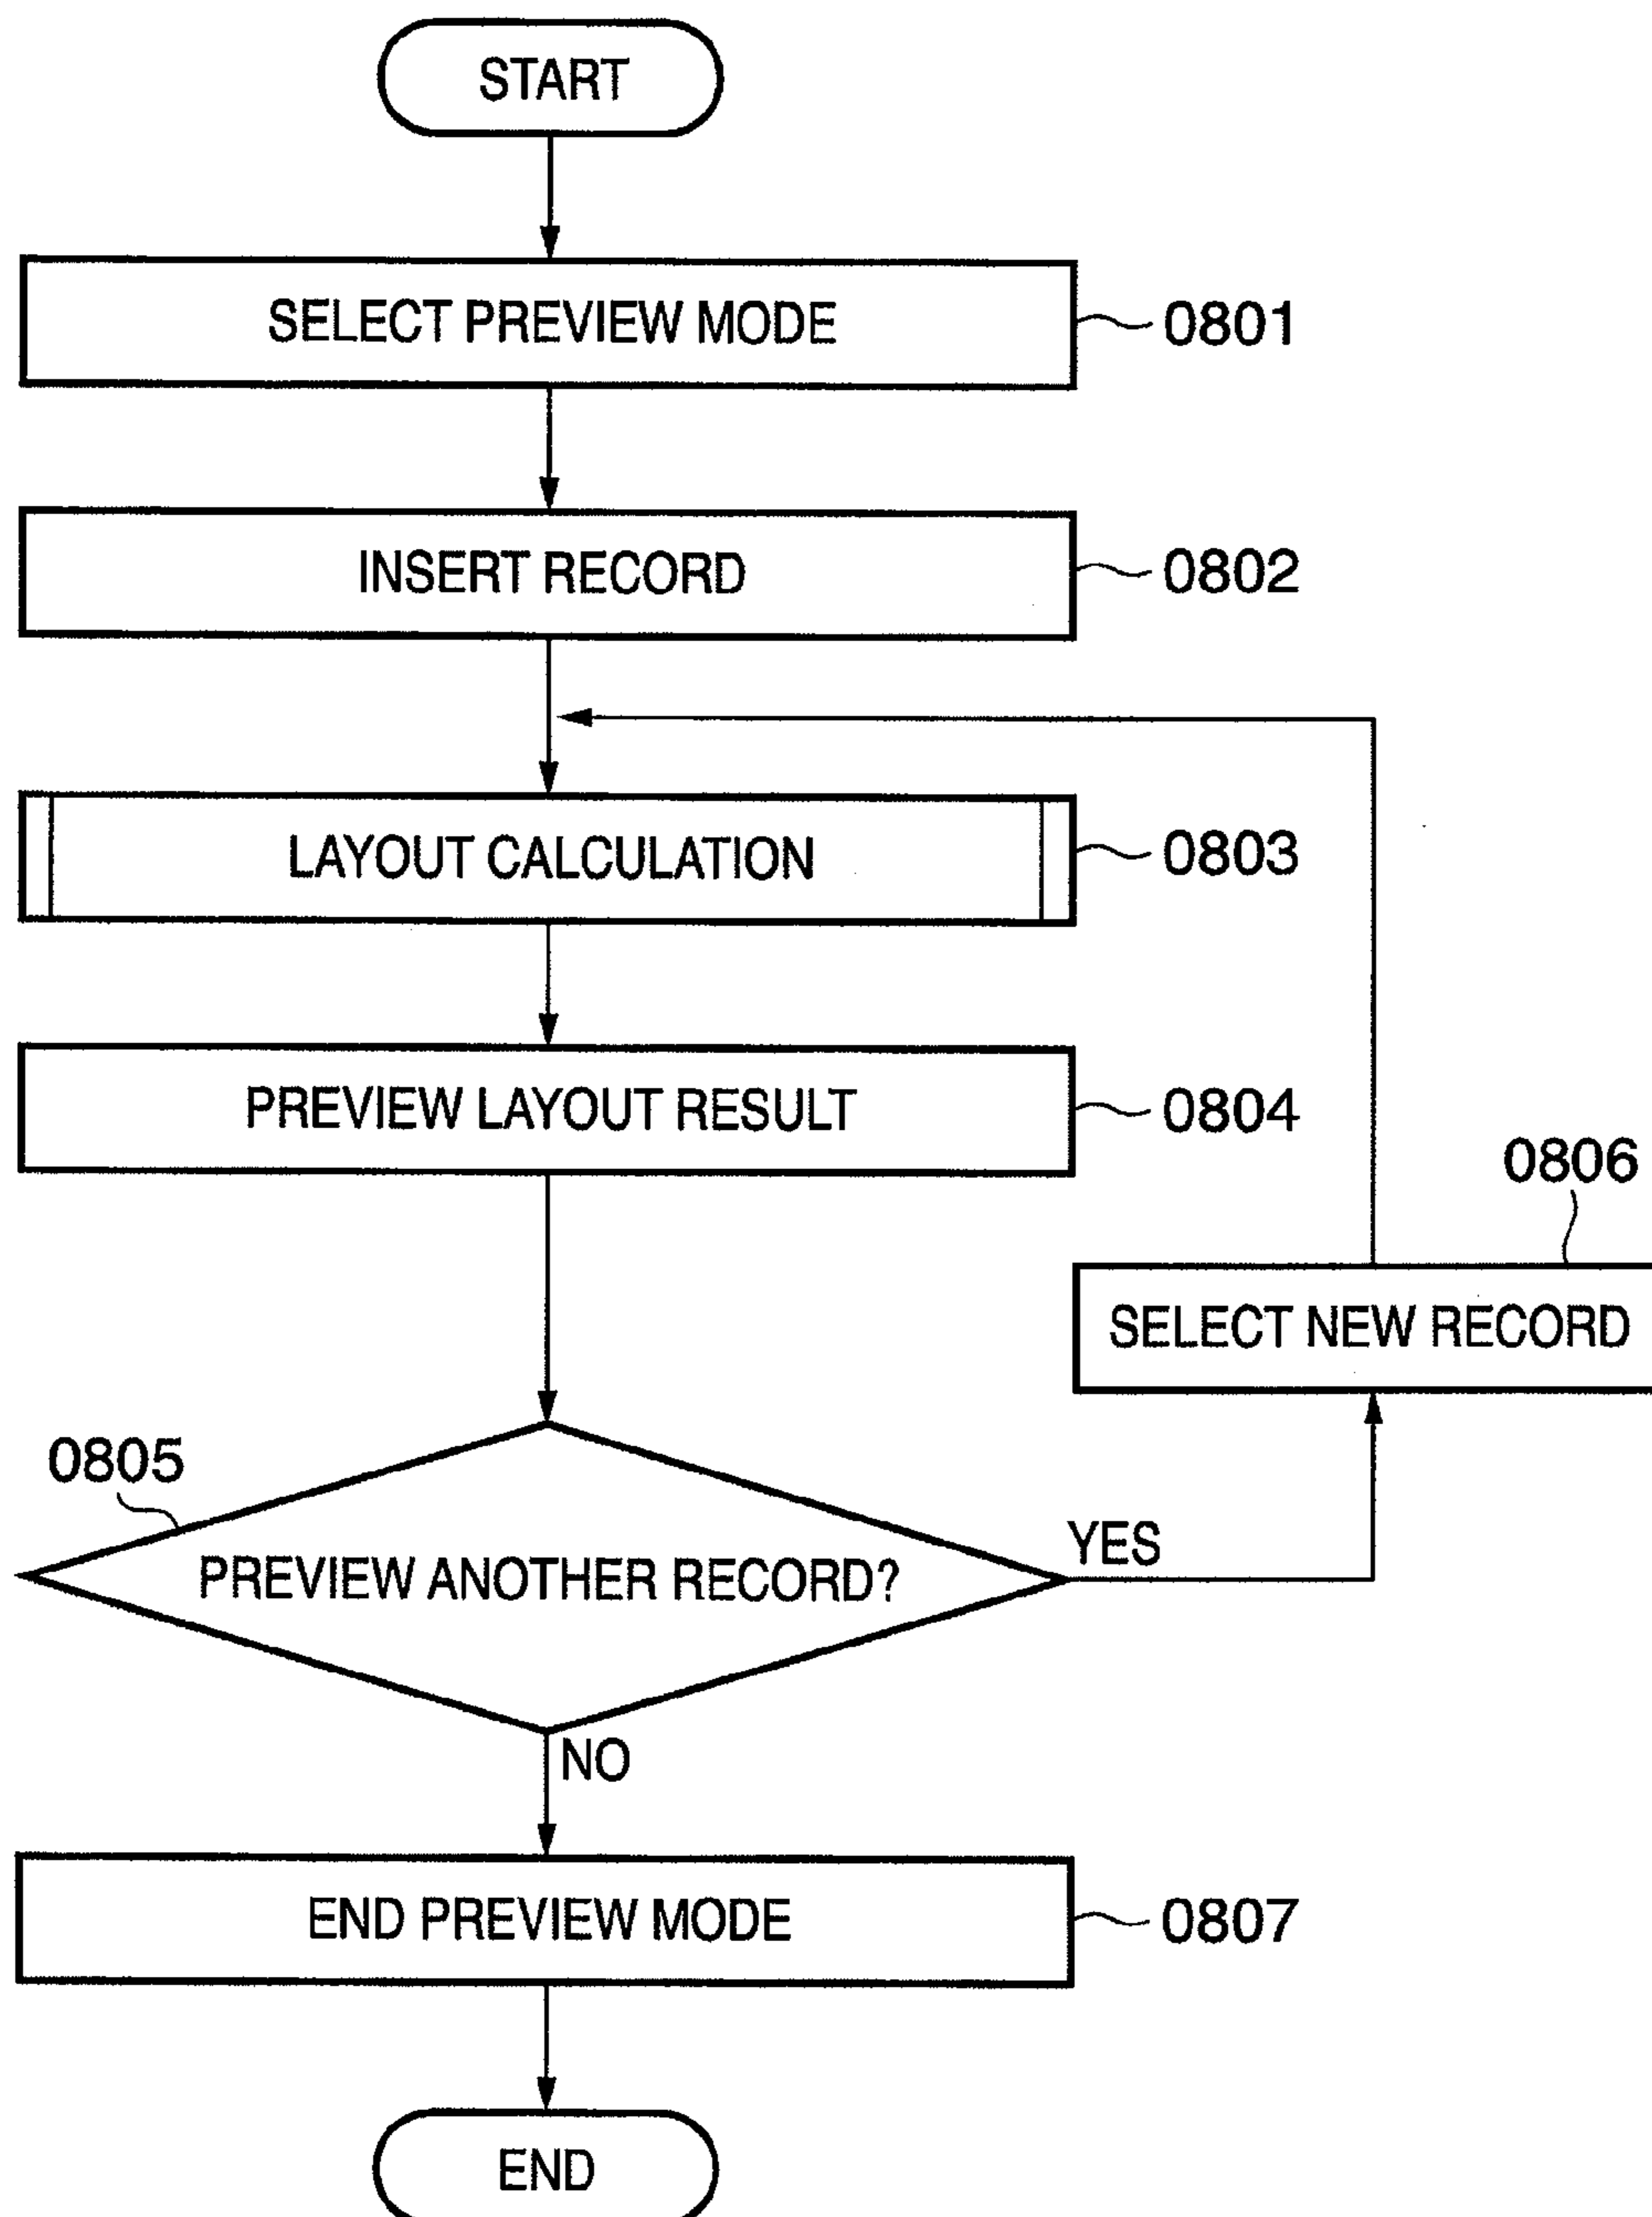 START
SELECT PREVIEW MODE
0801
INSERT RECORD
0802
LAYOUT CALCULATION
0803
PREVIEW LAYOUT RESULT
0804
0806
SELECT NEW RECORD
0805
PREVIEW ANOTHER RECORD?
YES
NO
END PREVIEW MODE
0807
END